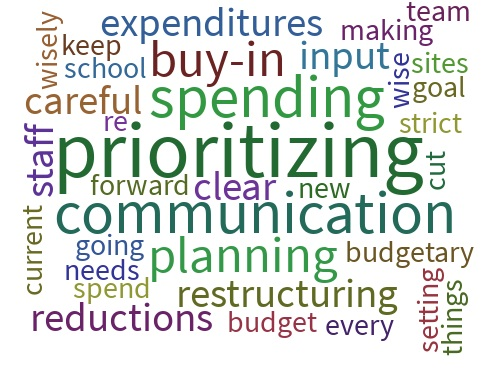 team
expenditures
making
wisely
keep
buy-in
input
school
wise
sites
careful
spending
goal
re
strict
staff
prioritizing
cut
forward
clear
new
communication
current
going
planning
budgetary
needs
spend
restructuring
setting
things
reductions
budget
every